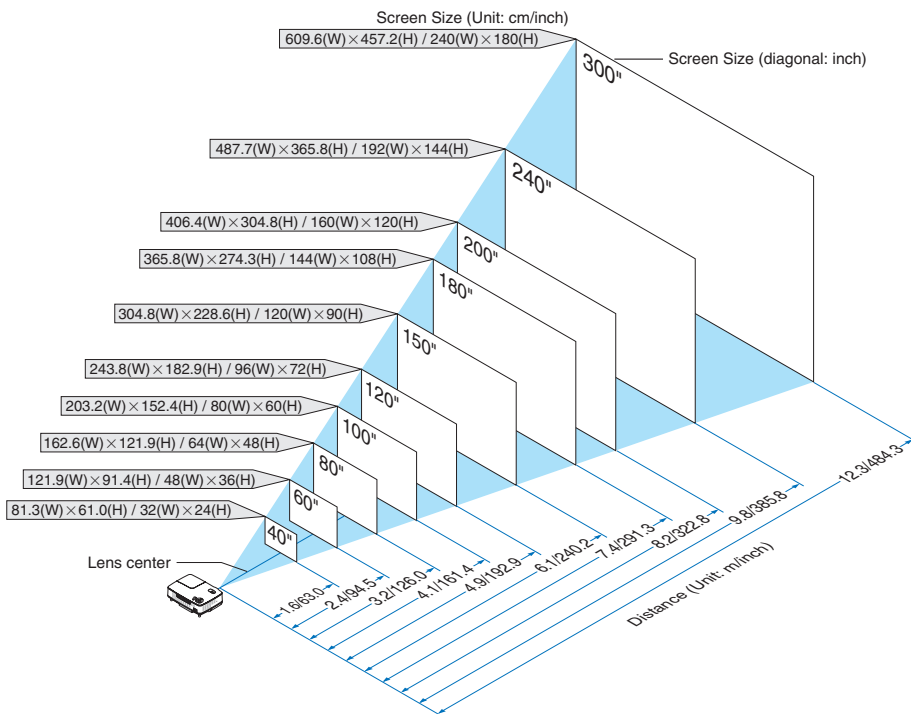 Screen Size (Unit: cm/inch)
609.6(W)×457.2(H) / 240(W)×180(H)
Screen Size (diagonal: inch)
300"
487.7(W)×365.8(H) / 192(W)×144(H)
240"
406.4(W)×304.8(H) / 160(W)×120(H)
200"
365.8(W)×274.3(H) / 144(W)×108(H)
180"
304.8(W)×228.6(H) / 120(W)×90(H)
150"
243.8(W)×182.9(H) / 96(W)×72(H)
120"
203.2(W)×152.4(H) / 80(W)×60(H)
100"
162.6(W)×121.9(H) / 64(W)×48(H)
80"
121.9(W)×91.4(H) / 48(W)×36(H)
60"
81.3(W)×61.0(H) / 32(W)×24(H)
40"
Lens center
1.6/63.0
2.4/94.5
3.2/126.0
4.1/161.4
4.9/192.9
6.1/240.2
7.4/291.3
8.2/322.8
9.8/385.8
12.3/484.3
Distance (Unit: m/inch)